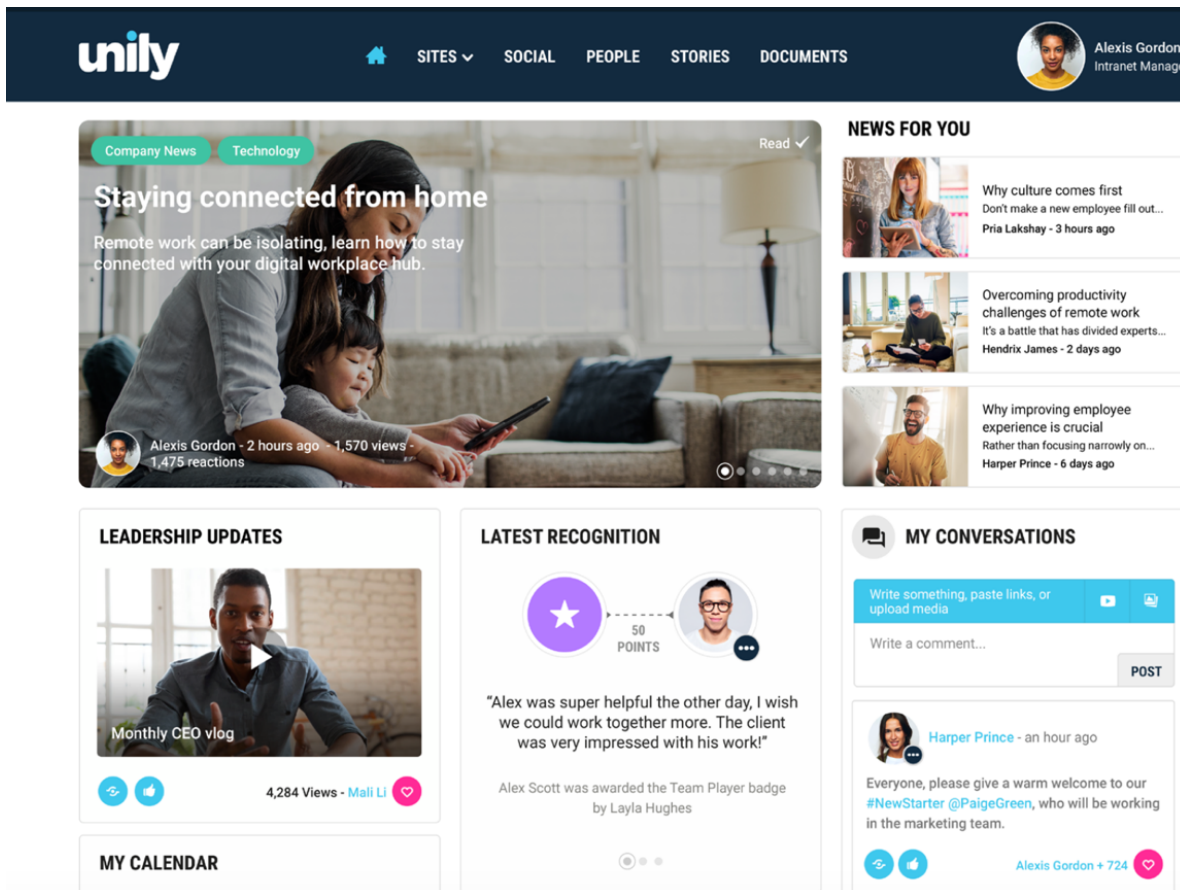 unily
SITES
SOCIAL
PEOPLE
STORIES
DOCUMENTS
Alexis Gordon
Intranet Manage
Company News
Technology
Read
Staying connected from home
Remote work can be isolating, learn how to stay
connected with your digital workplace hub.
Alexis Gordon - 2 hours ago - 1,570 views -
1,475 reactions
NEWS FOR YOU
Why culture comes first
Don't make a new employee fill out...
Pria Lakshay - 3 hours ago
Overcoming productivity
challenges of remote work
It's a battle that has divided experts...
Hendrix James - 2 days ago
Why improving employee
experience is crucial
Rather than focusing narrowly on...
Harper Prince - 6 days ago
LEADERSHIP UPDATES
Monthly CEO vlog
4,284 Views - Mali Li
MY CALENDAR
LATEST RECOGNITION
50
POINTS
“Alex was super helpful the other day, I wish
we could work together more. The client
was very impressed with his work!”
Alex Scott was awarded the Team Player badge
by Layla Hughes
MY CONVERSATIONS
Write something, paste links, or
upload media
Write a comment...
POST
Harper Prince - an hour ago
Everyone, please give a warm welcome to our
#NewStarter @PaigeGreen, who will be working
in the marketing team.
Alexis Gordon + 724